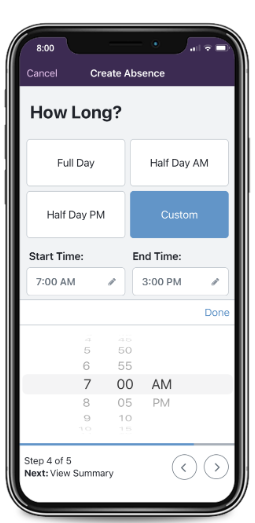 8:00
Cancel Create Absence
How Long?
Full Day Half Day AM
Half Day PM Custom
Start Time: End Time:
7:00 AM 3:00 PM
Done
4 45
5 50
6 55
7 00 AM
8 05 PM
9 10
10 15
Step 4 of 5
Next: View Summary